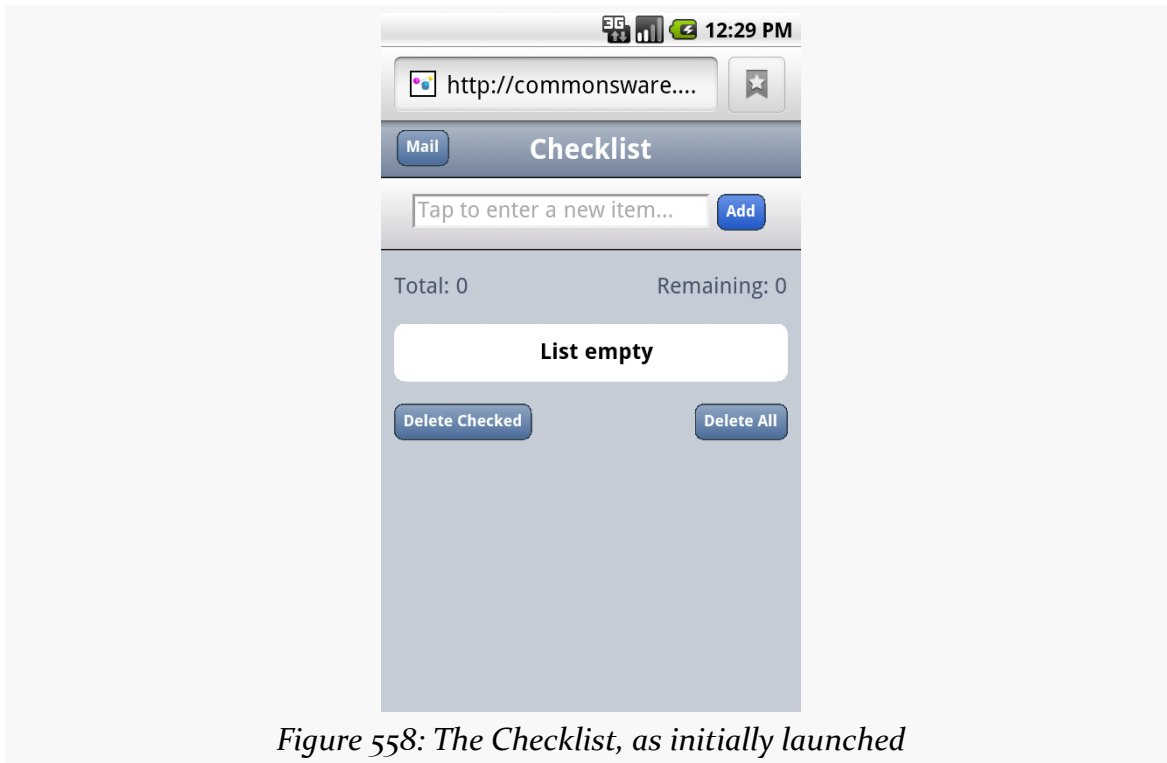 3G 12:29 PM
http://commonsware....
Mail Checklist
Tap to enter a new item... Add
Total: 0 Remaining: 0
List empty
Delete Checked Delete All
Figure 558: The Checklist, as initially launched